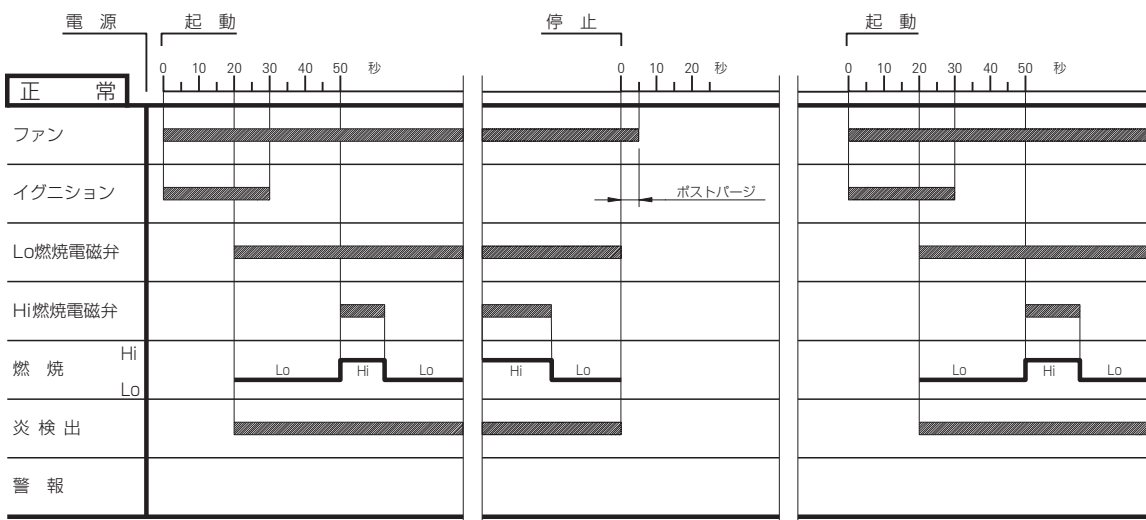 電 源 起 動 停 止 起 動
0 10 20 30 40 50 秒 0 10 20 秒 0 10 20 30 40 50 秒
正 常
ファン
イグニション ポストパージ
Lo燃焼電磁弁
Hi燃焼電磁弁
燃 焼 Hi
Lo Hi Lo Hi Lo Lo Hi Lo
Lo
炎 検 出
警 報